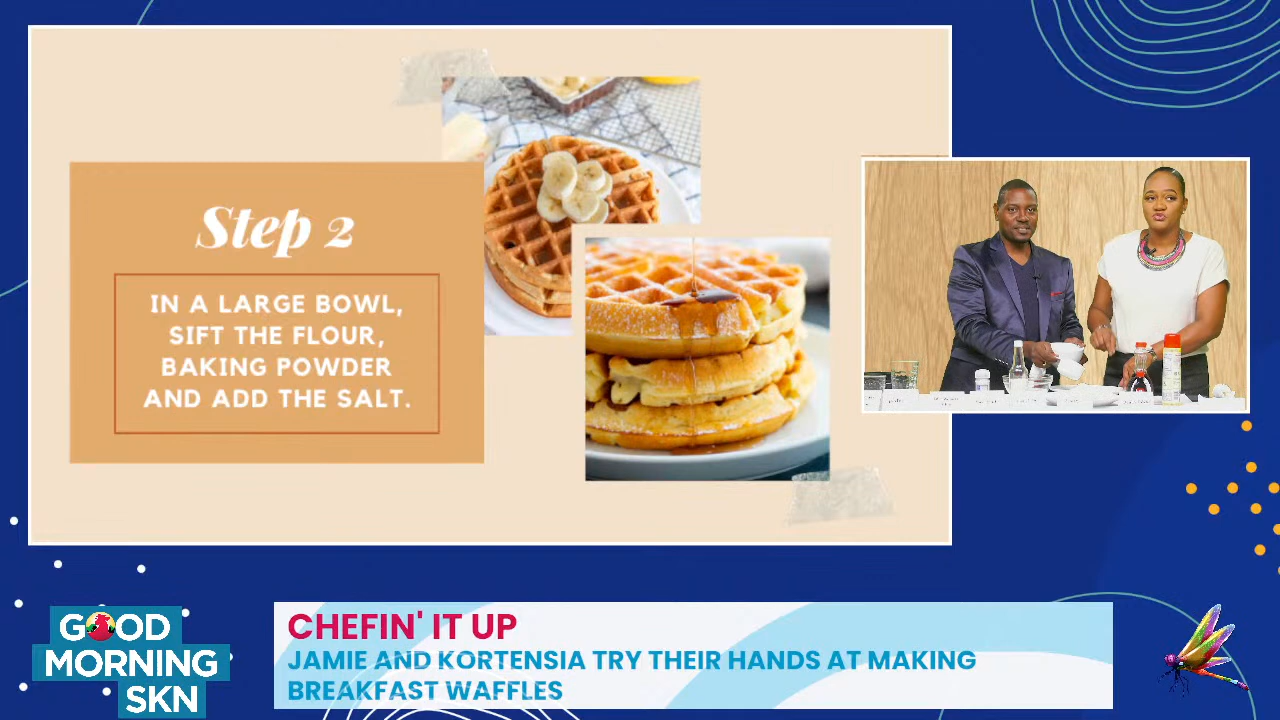 Step 2
IN A LARGE BOWL,
SIFT THE FLOUR,
BAKING POWDER
AND ADD THE SALT.
CHEFIN' IT UP
JAMIE AND KORTENSIA TRY THEIR HANDS AT MAKING
BREAKFAST WAFFLES
GOOD
MORNING
SKN